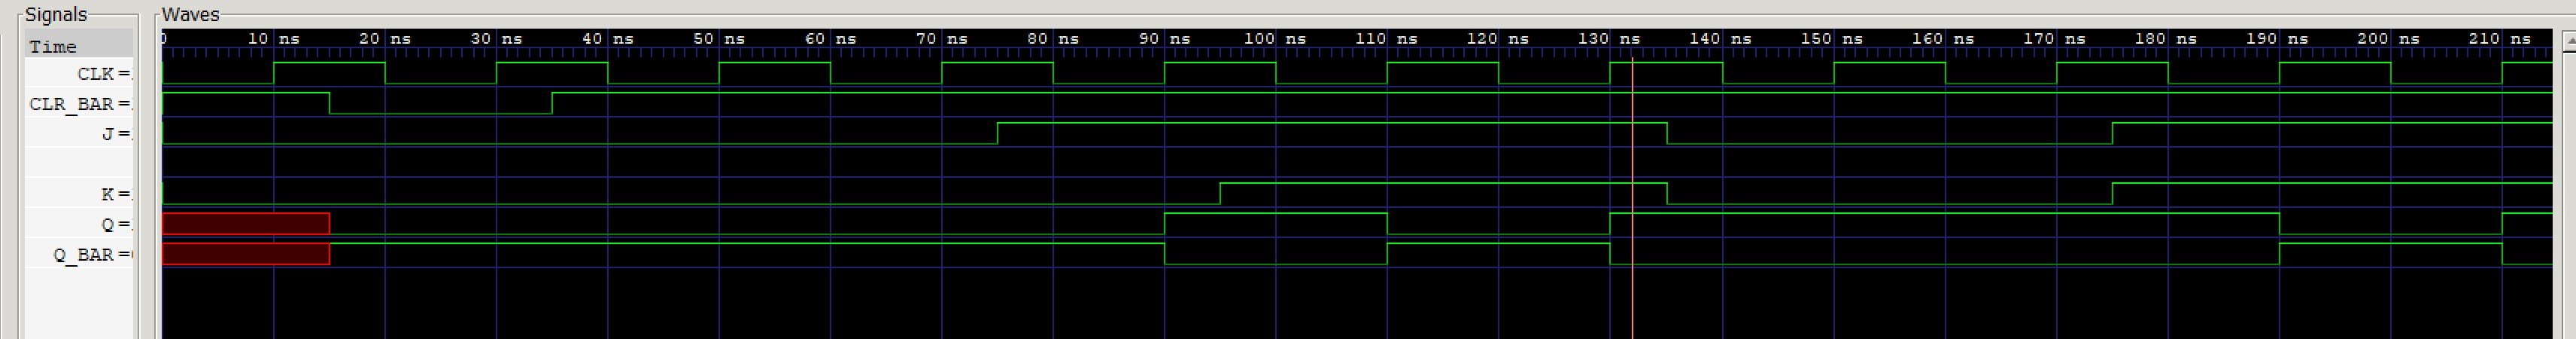 Signals
Waves
Time
0 10 ns 20 ns 30 ns 40 ns 50 ns 60 ns 70 ns 80 ns 90 ns 100 ns 110 ns 120 ns 130 ns 140 ns 150 ns 160 ns 170 ns 180 ns 190 ns 200 ns 210 ns
CLK =
CLR_BAR =
J =
K =
Q =
Q_BAR =